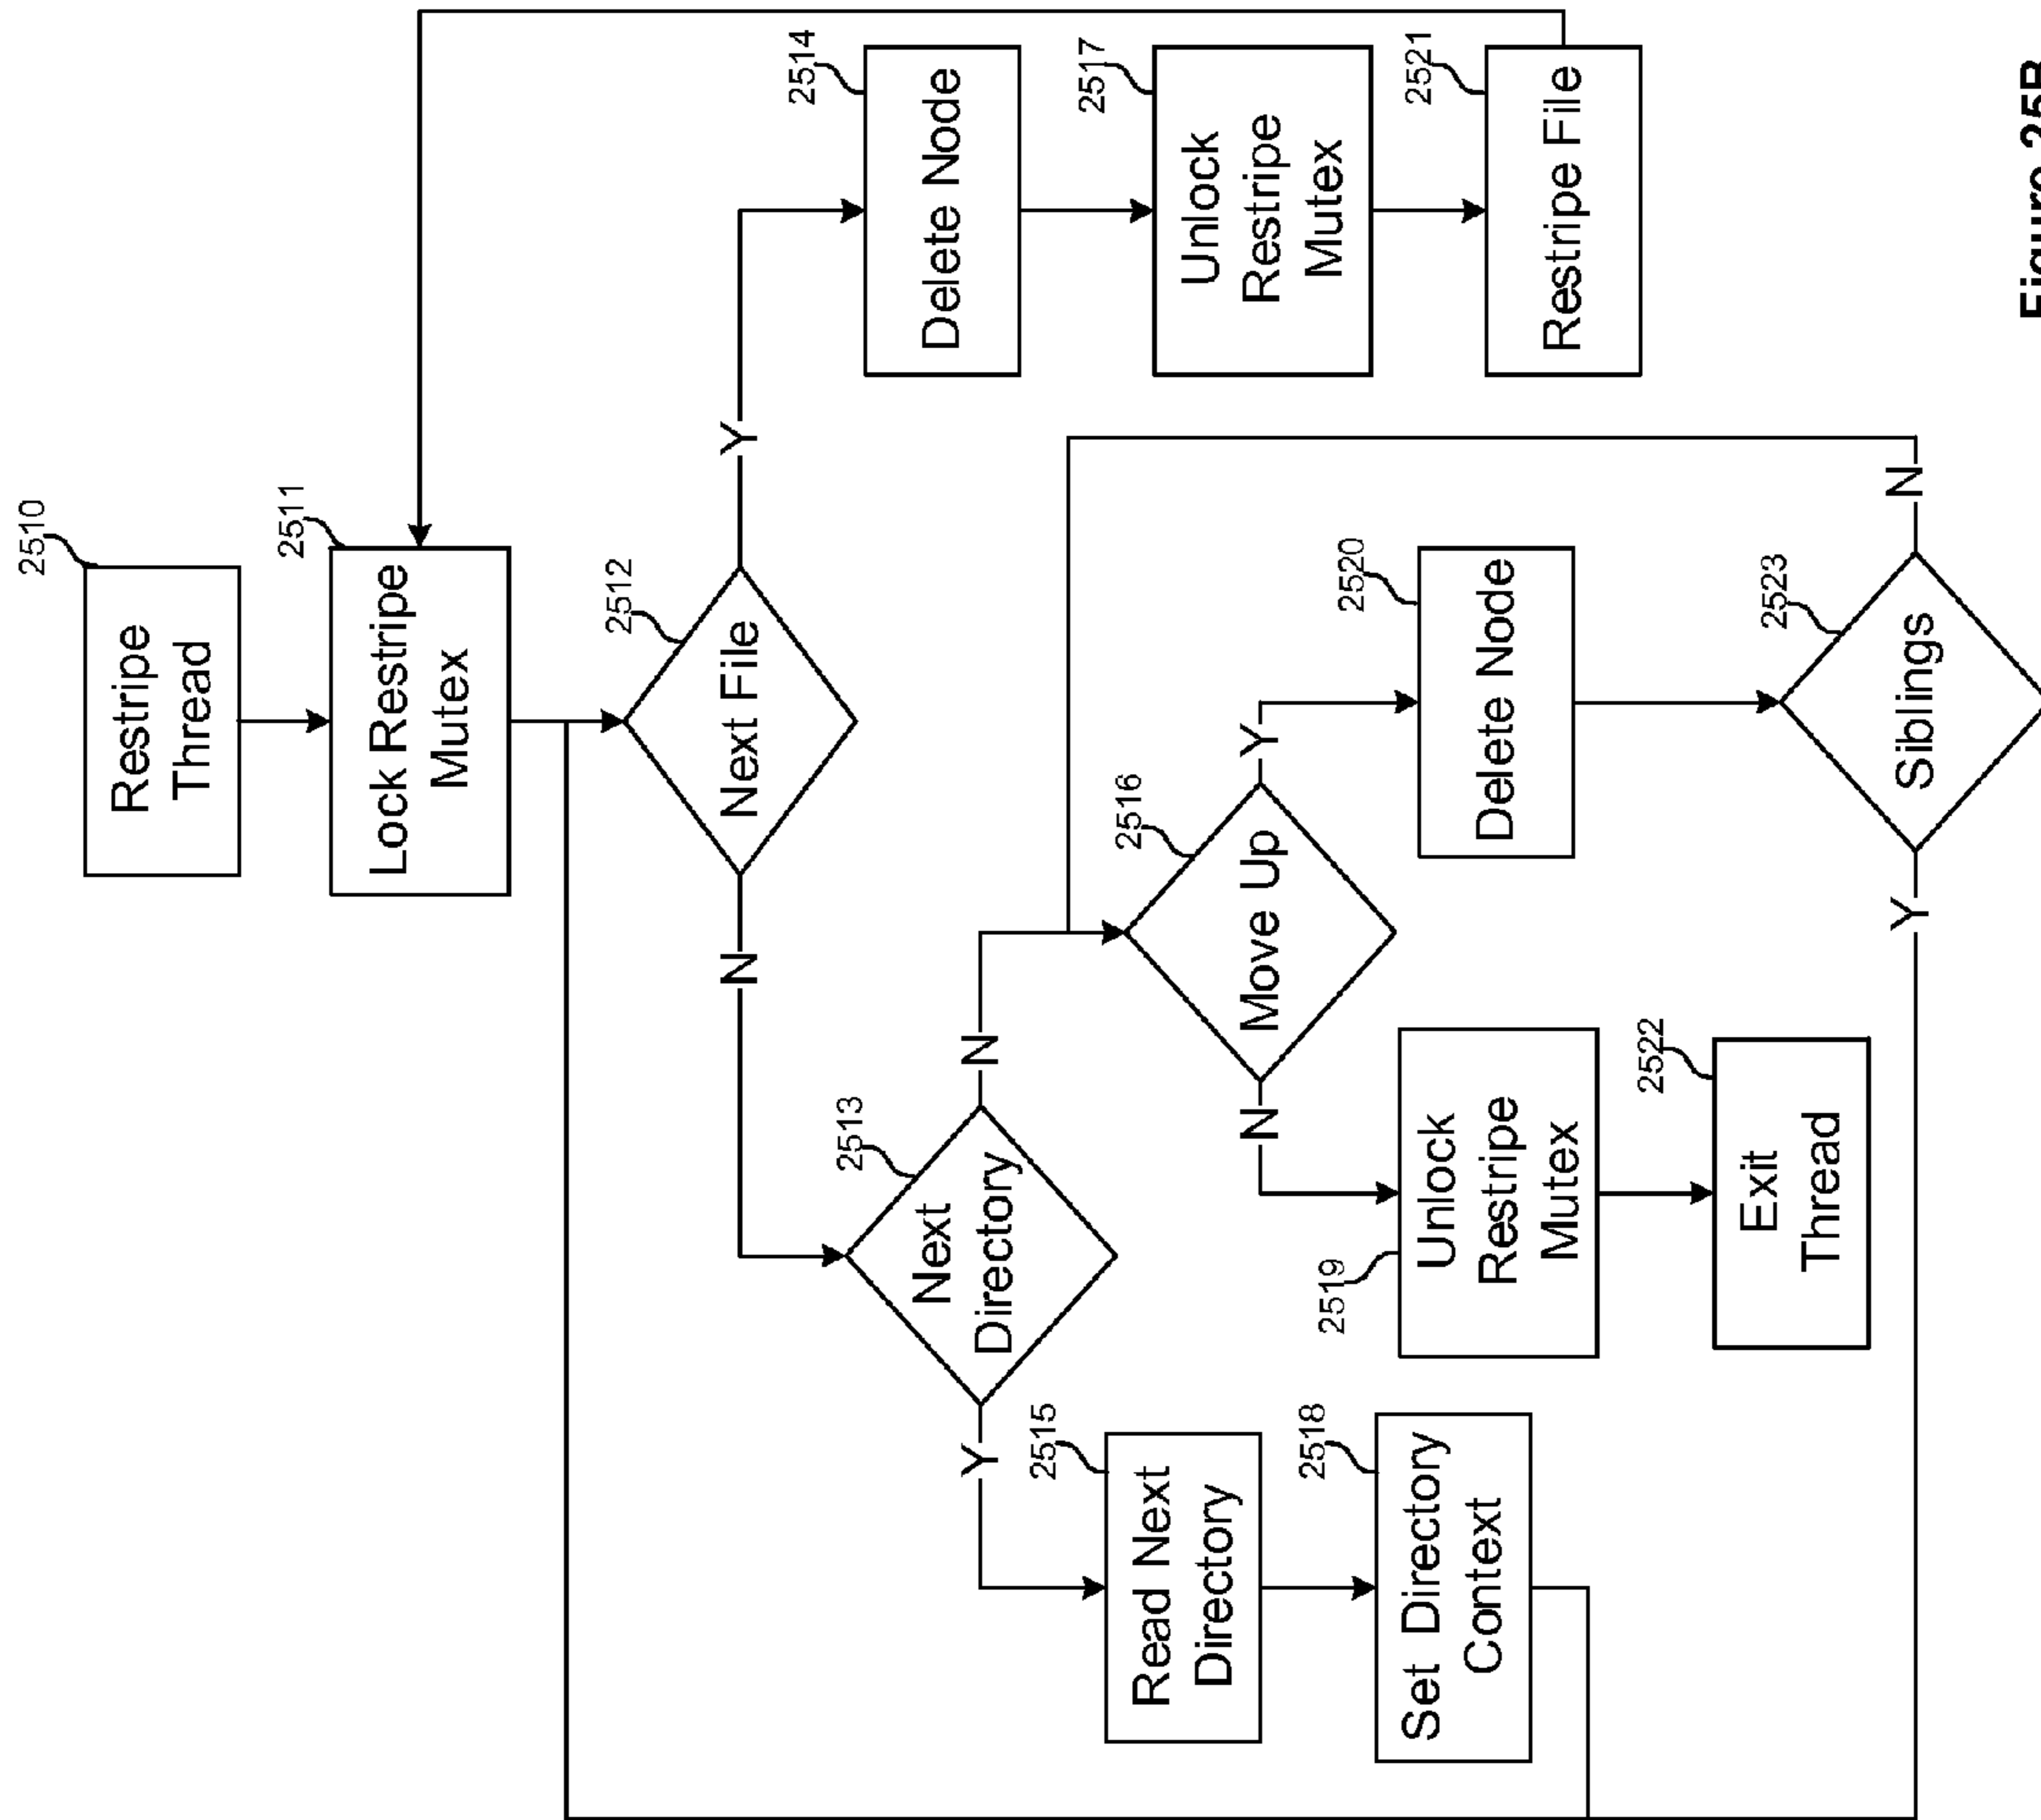 2510
Restripe
Thread
2511
Lock Restripe
Mutex
2512
Next File
N
Y
2513
Next
Directory
Y
N
2514
Delete Node
2515
Read Next
Directory
2516
Move Up
N
Y
2517
Unlock
Restripe
Mutex
2518
Set Directory
Context
2519
Unlock
Restripe
Mutex
2520
Delete Node
2521
Restripe File
2522
Exit
Thread
2523
Siblings
Y
N
Figure 25B